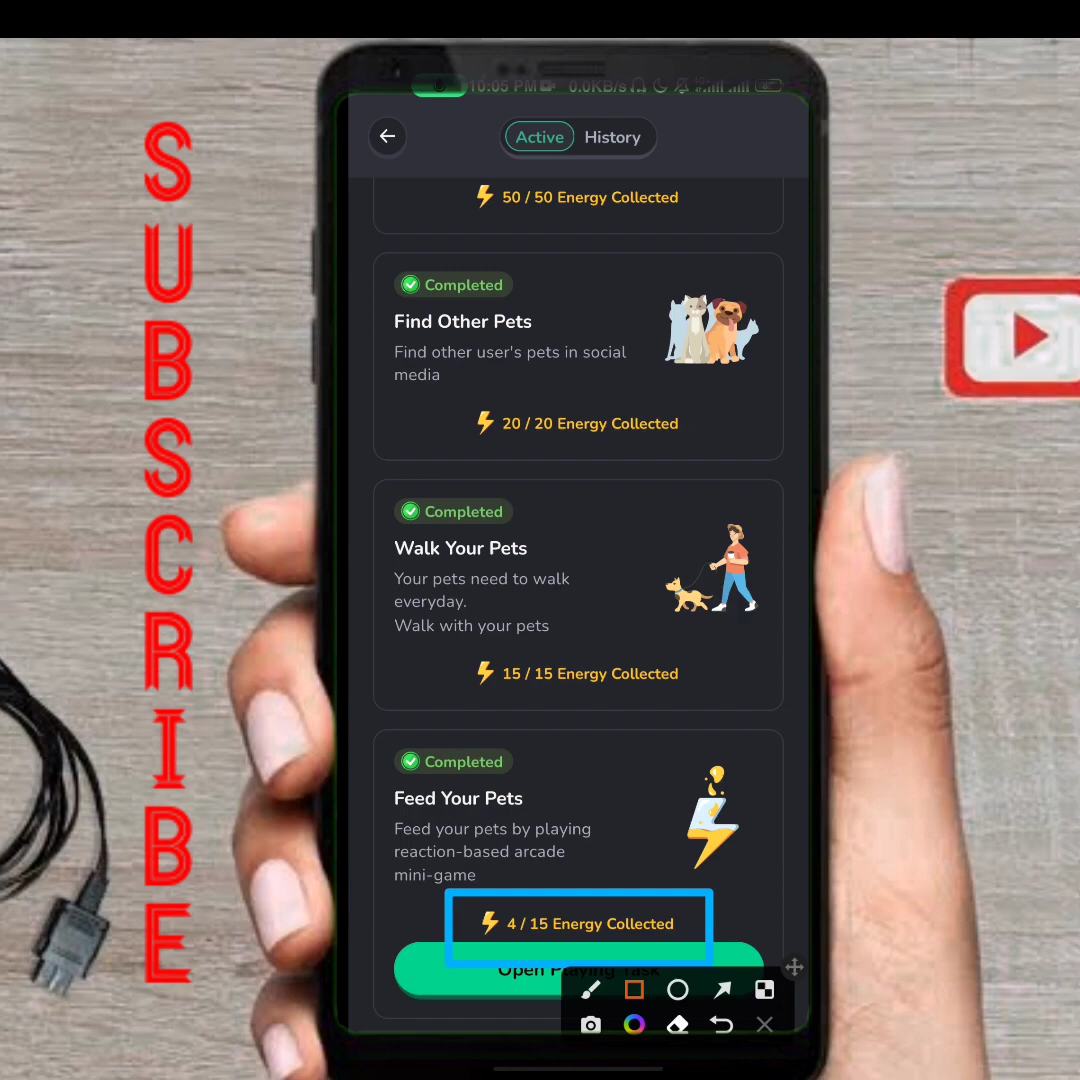 SUBSCRIBE
10:05 PM 0.0KB/s
Active History
50 / 50 Energy Collected
Completed
Find Other Pets
Find other user's pets in social
media
20 / 20 Energy Collected
Completed
Walk Your Pets
Your pets need to walk
everyday.
Walk with your pets
15 / 15 Energy Collected
Completed
Feed Your Pets
Feed your pets by playing
reaction-based arcade
mini-game
4 / 15 Energy Collected
Open Playing Task